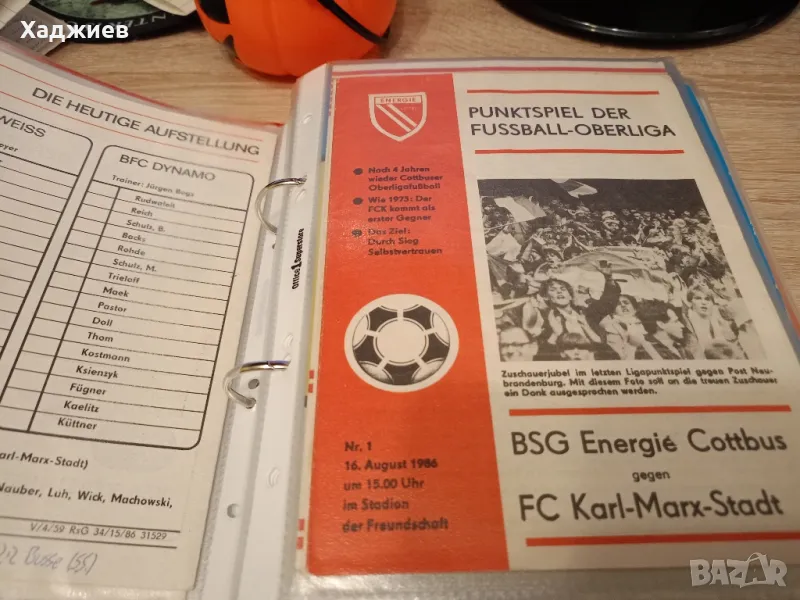 Хаджиев
DIE HEUTIGE AUFSTELLUNG
WEISS
BFC DYNAMO
Trainer: Jürgen Bogs
Rudwaleit
Reich
Schulz, B.
Backs
Rohde
Schulz, M.
Trieloff
Maek
Pastor
Doll
Thom
Kostmann
Ksienzyk
Fügner
Kaelitz
Küttner
arl-Marx-Stadt)
Nauber, Luh, Wick, Machowski,
V/4/59 RsG 34/15/86 31529
Office 1 Superstore
ENERGIE
PUNKTSPIEL DER
FUSSBALL-OBERLIGA
Nach 4 Jahren
wieder Cottbuser
Oberligafußball
Wie 1973: Der
FCK kommt als
erster Gegner
Das Ziel:
Durch Sieg
Selbstvertrauen
Zuschauerjubel im letzten Ligapunktspiel gegen Post Neu-
brandenburg. Mit diesem Foto soll an die treuen Zuschauer
ein Dank ausgesprochen werden.
Nr. 1
16. August 1986
um 15.00 Uhr
im Stadion
der Freundschaft
BSG Energie Cottbus
gegen
FC Karl-Marx-Stadt
BAZAR